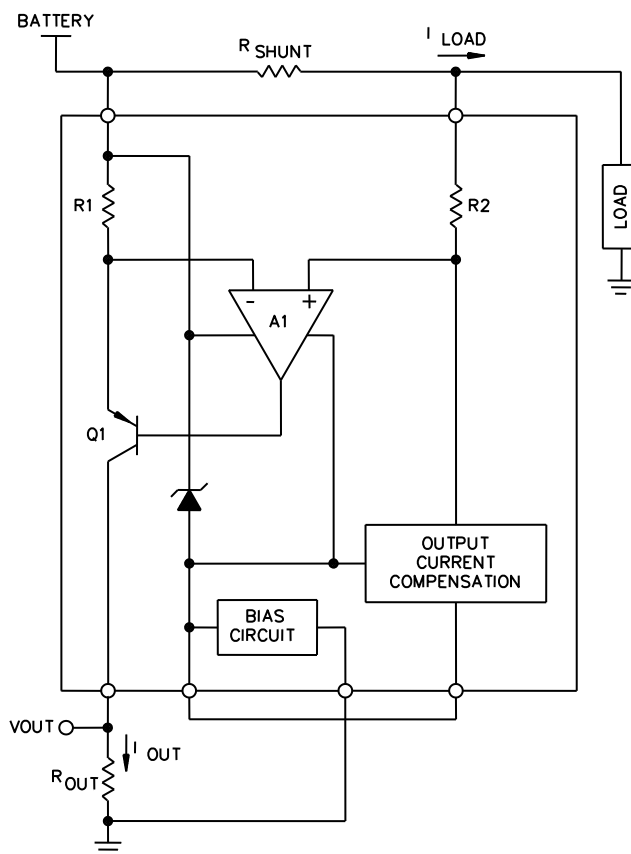 BATTERY
R SHUNT
I LOAD
R1
R2
LOAD
- +
A1
Q1
OUTPUT
CURRENT
COMPENSATION
BIAS
CIRCUIT
VOUT
I OUT
R OUT